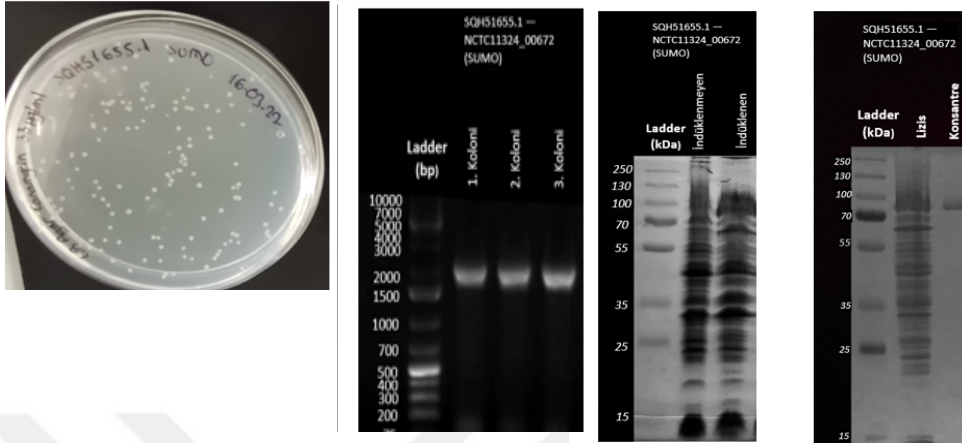 SQH51655.1 SUMO 16.03.22
SQH51655.1 —
NCTC11324_00672
(SUMO)
Ladder
(bp)
1. Koloni
2. Koloni
3. Koloni
10000
7000
5000
4000
3000
2000
1500
1000
700
500
400
300
200
SQH51655.1 —
NCTC11324_00672
(SUMO)
Ladder
(kDa)
İndüklenmeyen
İndüklenen
250
130
100
70
55
35
25
15
SQH51655.1 —
NCTC11324_00672
(SUMO)
Ladder
(kDa)
Lizis
Konsantre
250
130
100
70
55
35
25
15